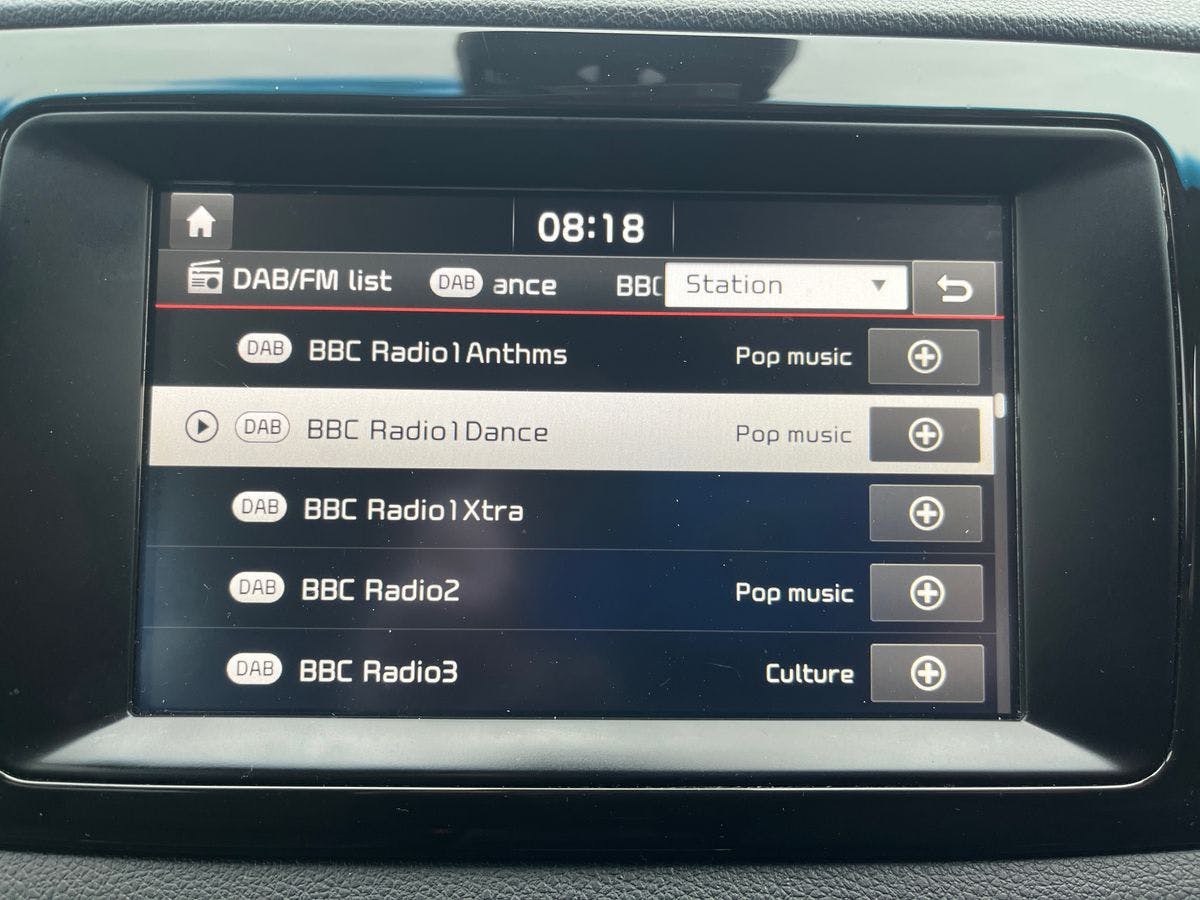 08:18
DAB/FM list DAB ance BBC Station
DAB BBC Radio1Anthms Pop music
DAB BBC Radio1Dance Pop music
DAB BBC Radio1Xtra
DAB BBC Radio2 Pop music
DAB BBC Radio3 Culture